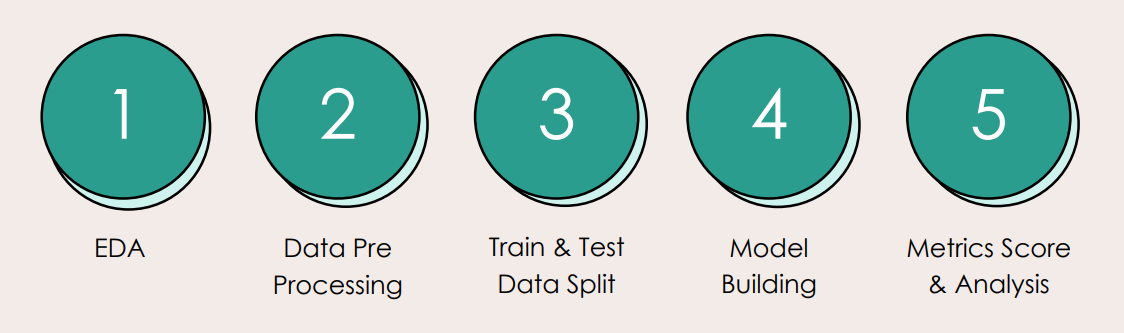 1
2
3
4
5
EDA
Data Pre
Processing
Train & Test
Data Split
Model
Building
Metrics Score
& Analysis